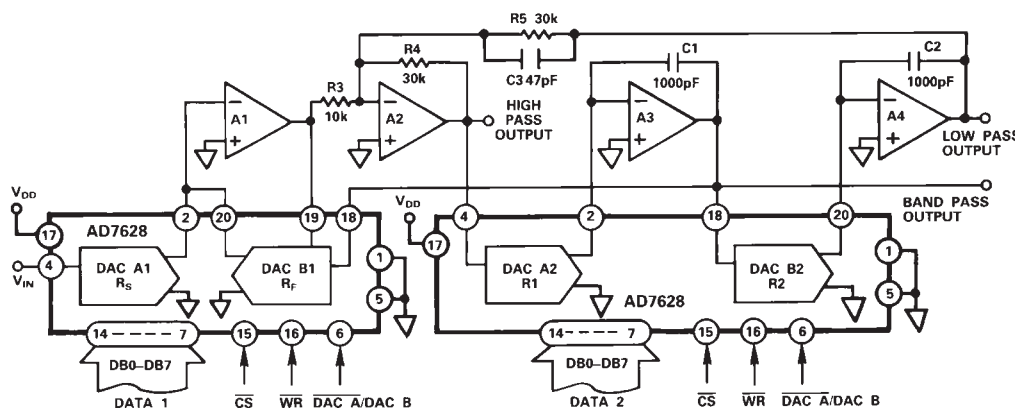 R5 30k
C3 47pF
R4
30k
R3
10k
C1
1000pF
C2
1000pF
A1
−
+
A2
−
+
A3
−
+
A4
−
+
HIGH
PASS
OUTPUT
LOW PASS
OUTPUT
BAND PASS
OUTPUT
VDD
17
4
VIN
AD7628
2
20
19
18
1
5
DAC A1
RS
DAC B1
RF
14 – – – – – 7
15
16
6
DB0–DB7
DATA 1
CS
WR
DAC A/DAC B
VDD
17
4
2
18
20
1
5
DAC A2
R1
DAC B2
R2
AD7628
14 – – – – 7
15
16
6
DB0–DB7
DATA 2
CS
WR
DAC A/DAC B